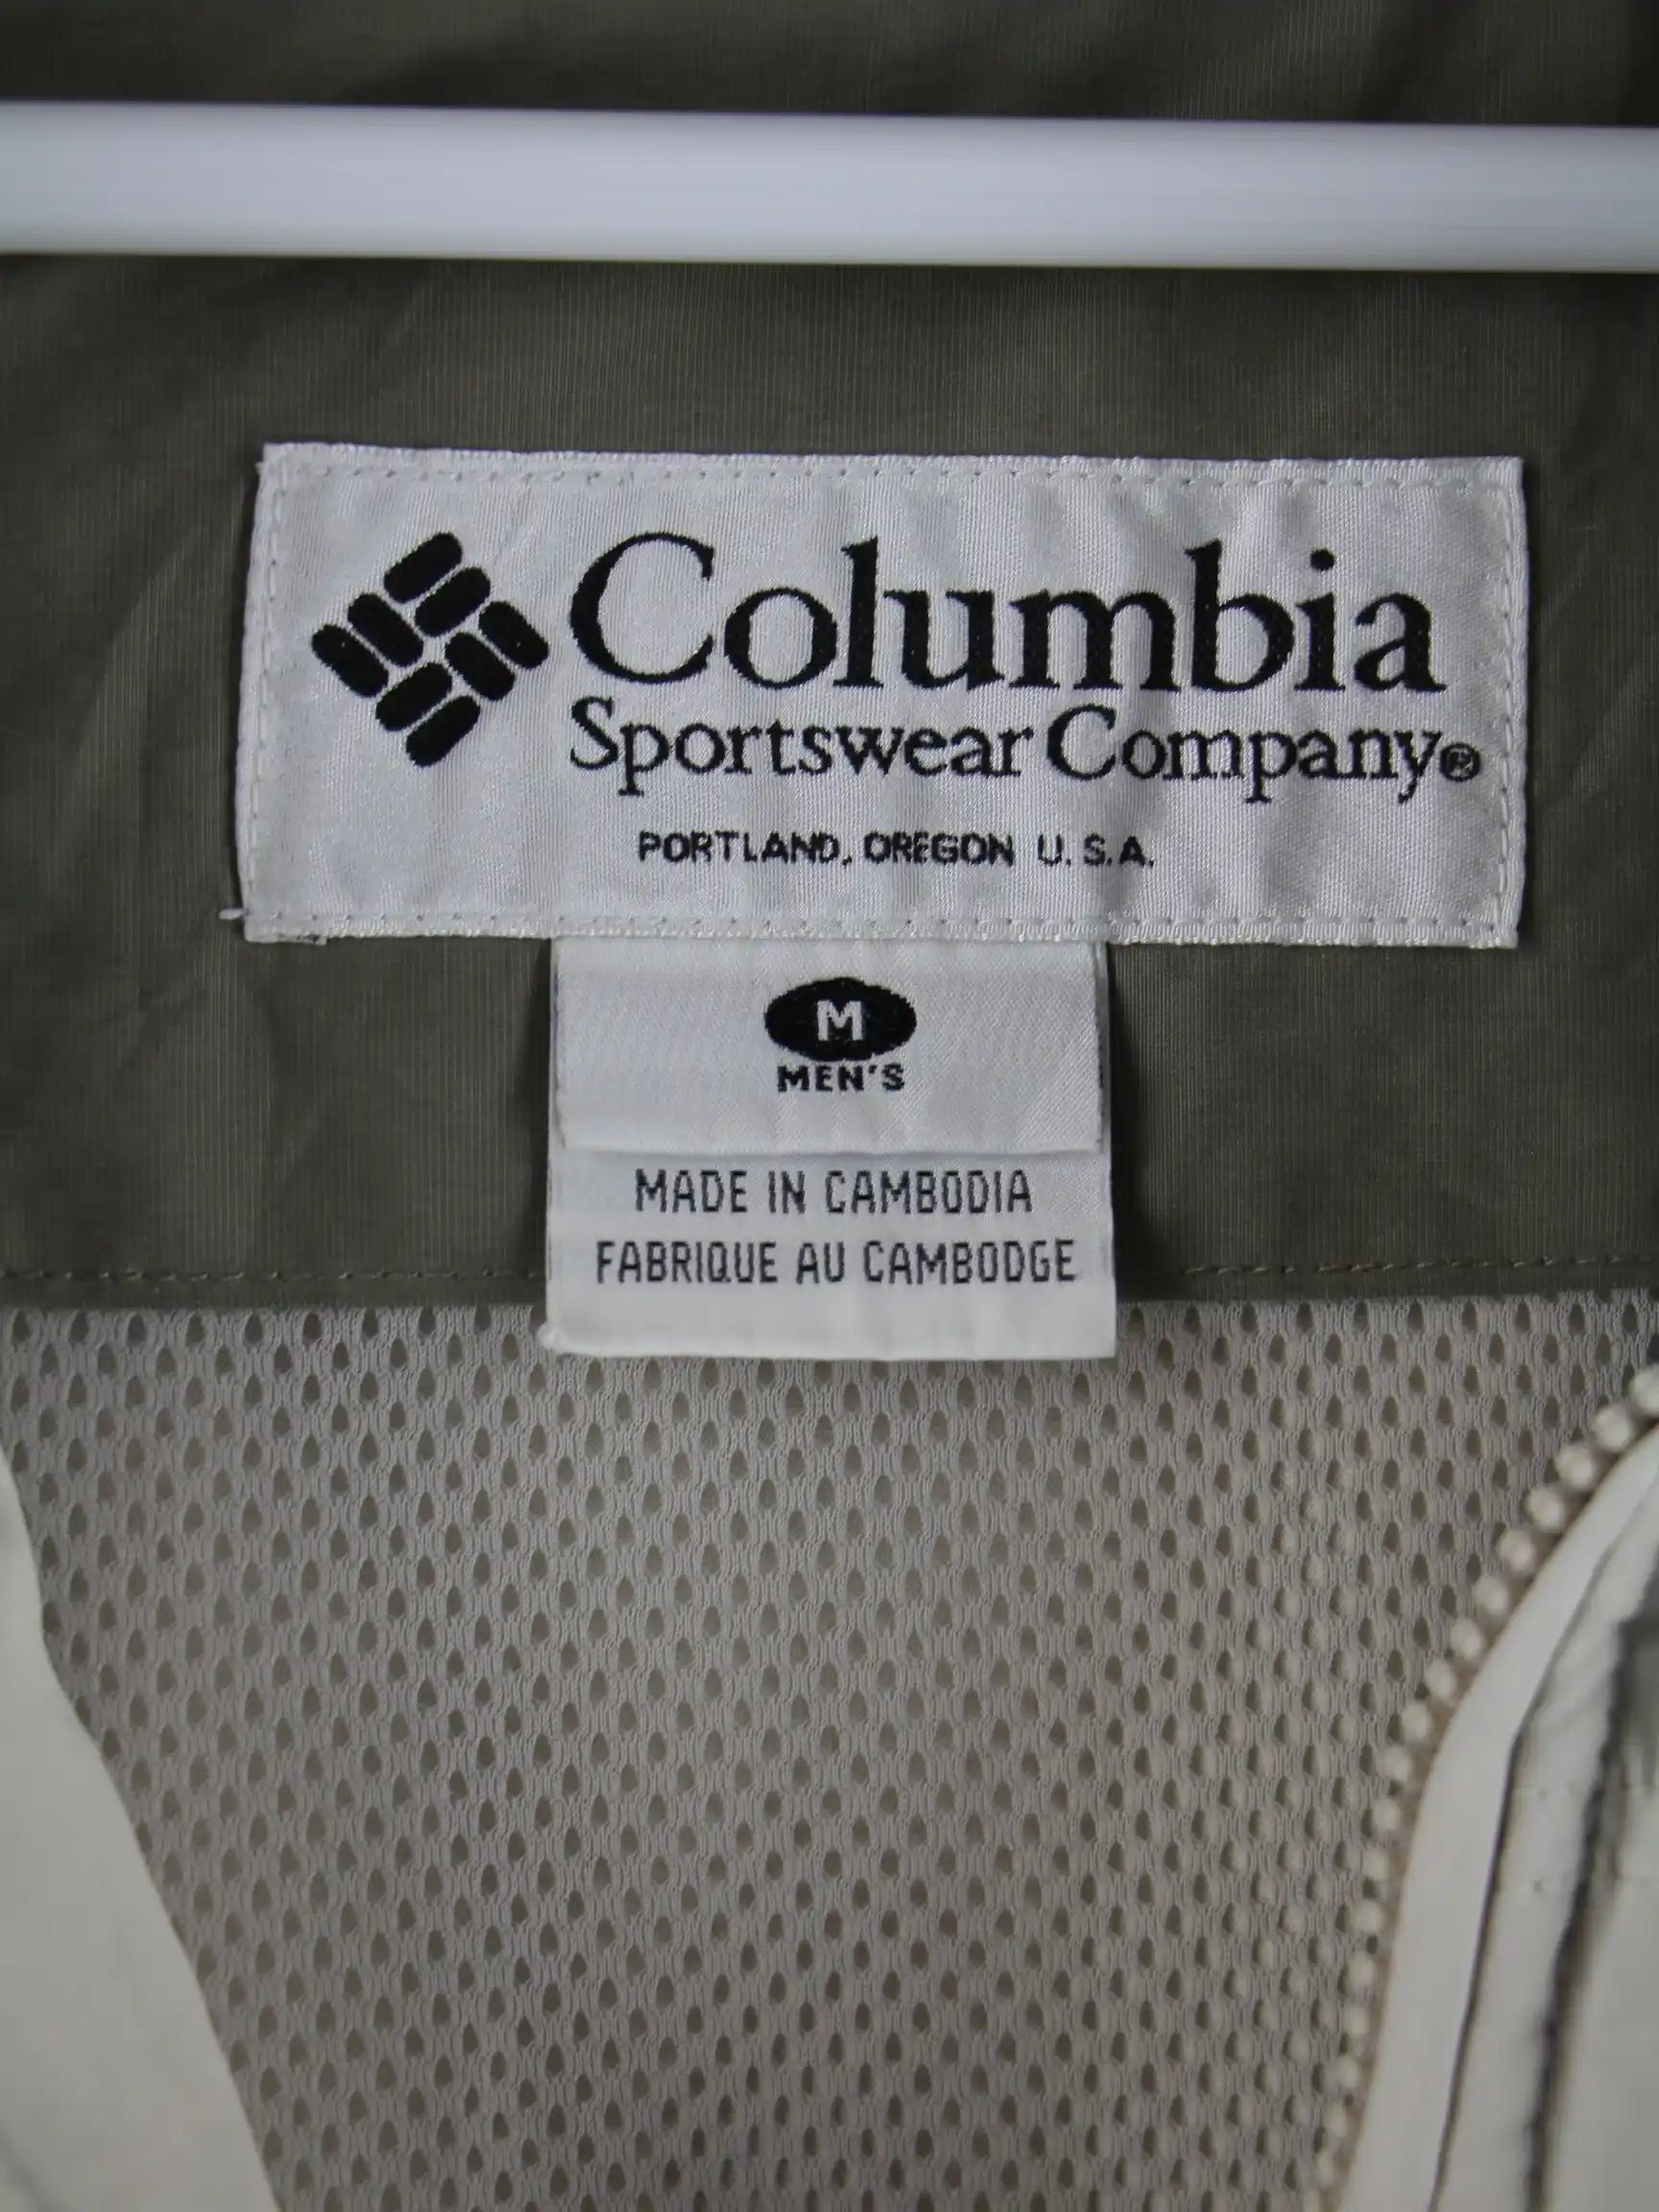 Columbia
Sportswear Company®
PORTLAND, OREGON U.S.A.
M
MEN'S
MADE IN CAMBODIA
FABRIQUE AU CAMBODGE